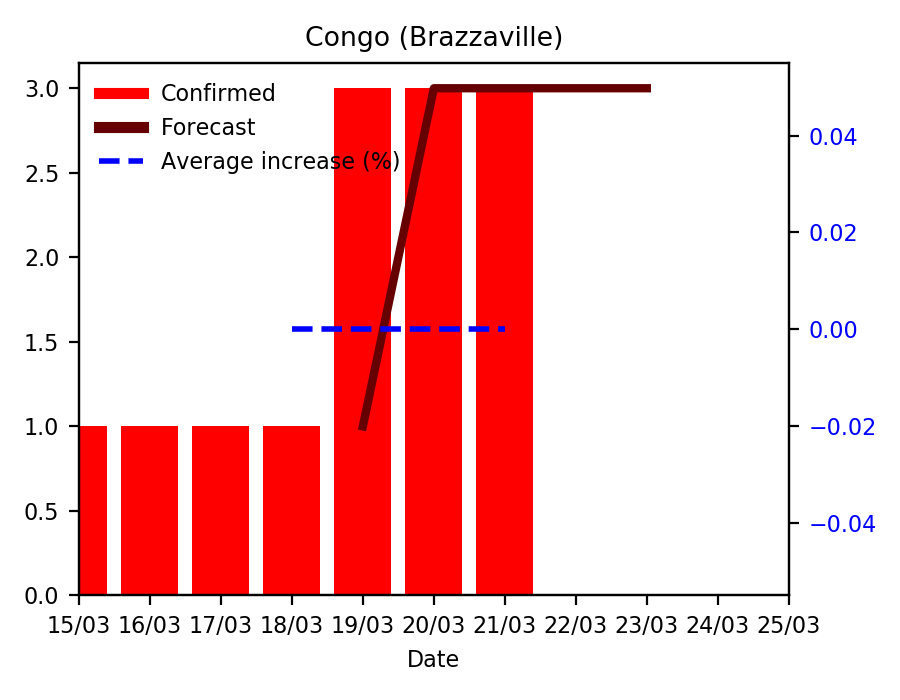 Congo (Brazzaville)
3.0
2.5
2.0
1.5
1.0
0.5
0.0
Confirmed
Forecast
Average increase (%)
0.04
0.02
0.00
−0.02
−0.04
15/03 16/03 17/03 18/03 19/03 20/03 21/03 22/03 23/03 24/03 25/03
Date